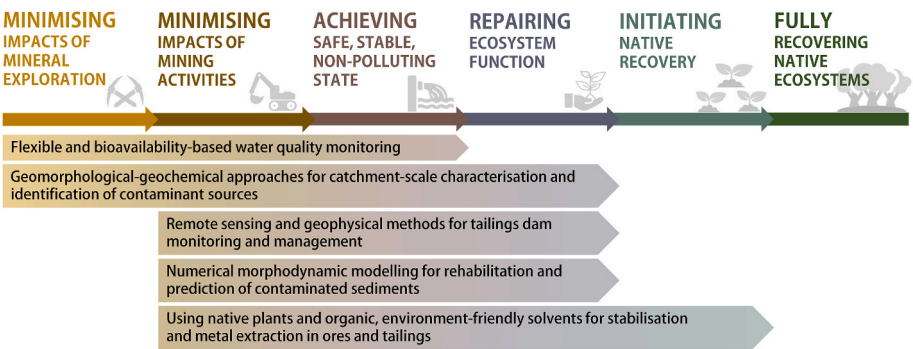 MINIMISING
IMPACTS OF
MINERAL
EXPLORATION
MINIMISING
IMPACTS OF
MINING
ACTIVITIES
ACHIEVING
SAFE, STABLE,
NON-POLLUTING
STATE
REPAIRING
ECOSYSTEM
FUNCTION
INITIATING
NATIVE
RECOVERY
FULLY
RECOVERING
NATIVE
ECOSYSTEMS
Flexible and bioavailability-based water quality monitoring
Geomorphological-geochemical approaches for catchment-scale characterisation and
identification of contaminant sources
Remote sensing and geophysical methods for tailings dam
monitoring and management
Numerical morphodynamic modelling for rehabilitation and
prediction of contaminated sediments
Using native plants and organic, environment-friendly solvents for stabilisation
and metal extraction in ores and tailings